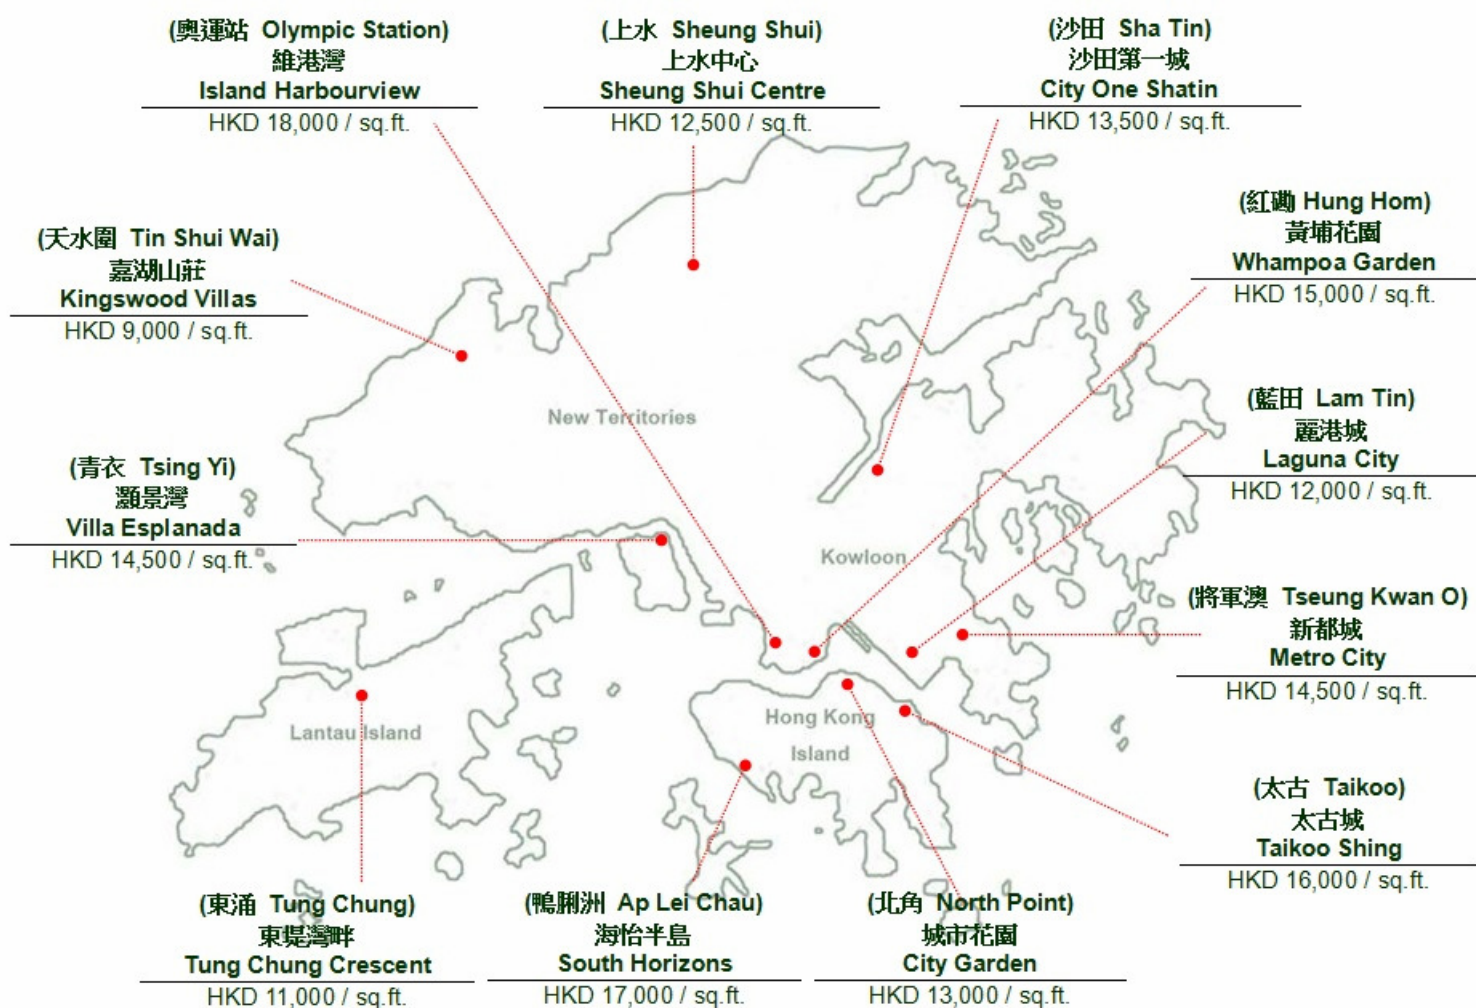 (奧運站 Olympic Station)
維港灣
Island Harbourview
HKD 18,000 / sq.ft.
(上水 Sheung Shui)
上水中心
Sheung Shui Centre
HKD 12,500 / sq.ft.
(沙田 Sha Tin)
沙田第一城
City One Shatin
HKD 13,500 / sq.ft.
(紅磡 Hung Hom)
黃埔花園
Whampoa Garden
HKD 15,000 / sq.ft.
(天水圍 Tin Shui Wai)
嘉湖山莊
Kingswood Villas
HKD 9,000 / sq.ft.
(藍田 Lam Tin)
麗港城
Laguna City
HKD 12,000 / sq.ft.
New Territories
(青衣 Tsing Yi)
灝景灣
Villa Esplanada
HKD 14,500 / sq.ft.
Kowloon
(將軍澳 Tseung Kwan O)
新都城
Metro City
HKD 14,500 / sq.ft.
Lantau Island
Hong Kong
Island
(太古 Taikoo)
太古城
Taikoo Shing
HKD 16,000 / sq.ft.
(東涌 Tung Chung)
東堤灣畔
Tung Chung Crescent
HKD 11,000 / sq.ft.
(鴨脷洲 Ap Lei Chau)
海怡半島
South Horizons
HKD 17,000 / sq.ft.
(北角 North Point)
城市花園
City Garden
HKD 13,000 / sq.ft.